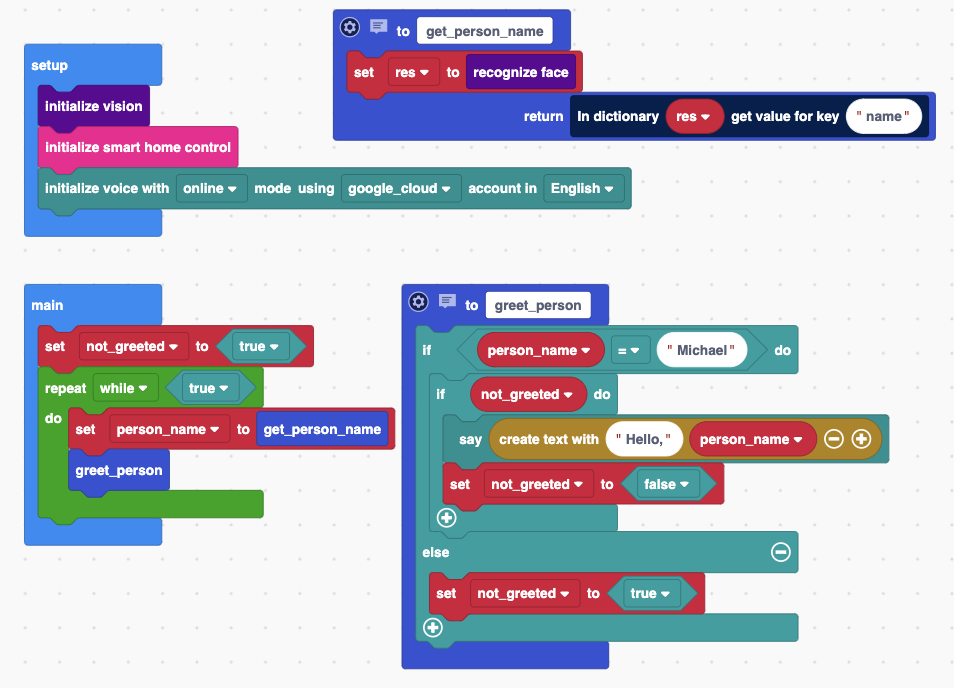 to get_person_name
set res to recognize face
return In dictionary res get value for key "name"
setup
initialize vision
initialize smart home control
initialize voice with online mode using google_cloud account in English
main
set not_greeted to true
repeat while true
do set person_name to get_person_name
greet_person
to greet_person
if person_name = "Michael" do
if not_greeted do
say create text with "Hello," person_name
set not_greeted to false
else
set not_greeted to true